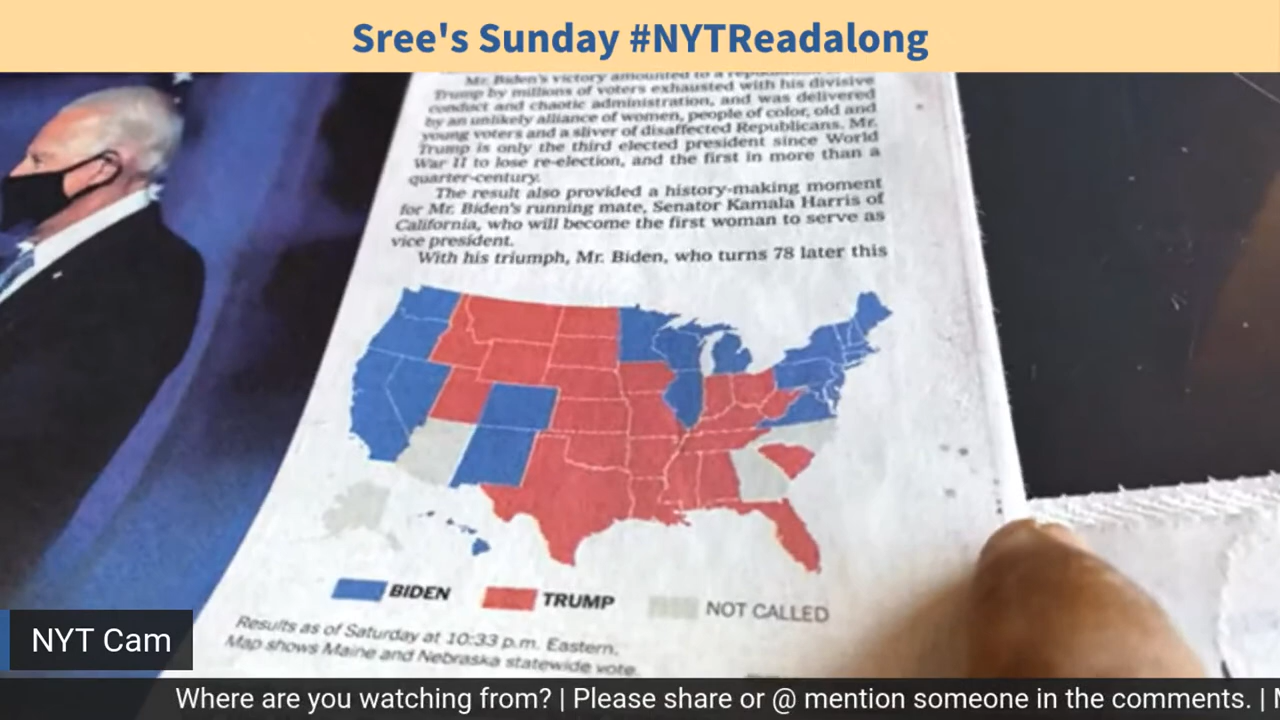 Sree's Sunday #NYTReadalong
Mr. Biden's victory amounted to a
Trump by millions of voters exhausted with his divisive
conduct and chaotic administration, and was delivered
by an unlikely alliance of women, people of color, old and
young voters and a sliver of disaffected Republicans. Mr.
Trump is only the third elected president since World
War II to lose re-election, and the first in more than a
quarter-century.
The result also provided a history-making moment
for Mr. Biden's running mate, Senator Kamala Harris of
California, who will become the first woman to serve as
vice president.
With his triumph, Mr. Biden, who turns 78 later this
BIDEN TRUMP NOT CALLED
Results as of Saturday at 10:33 p.m. Eastern.
Map shows Maine and Nebraska statewide vote.
NYT Cam
Where are you watching from? | Please share or @ mention someone in the comments. |